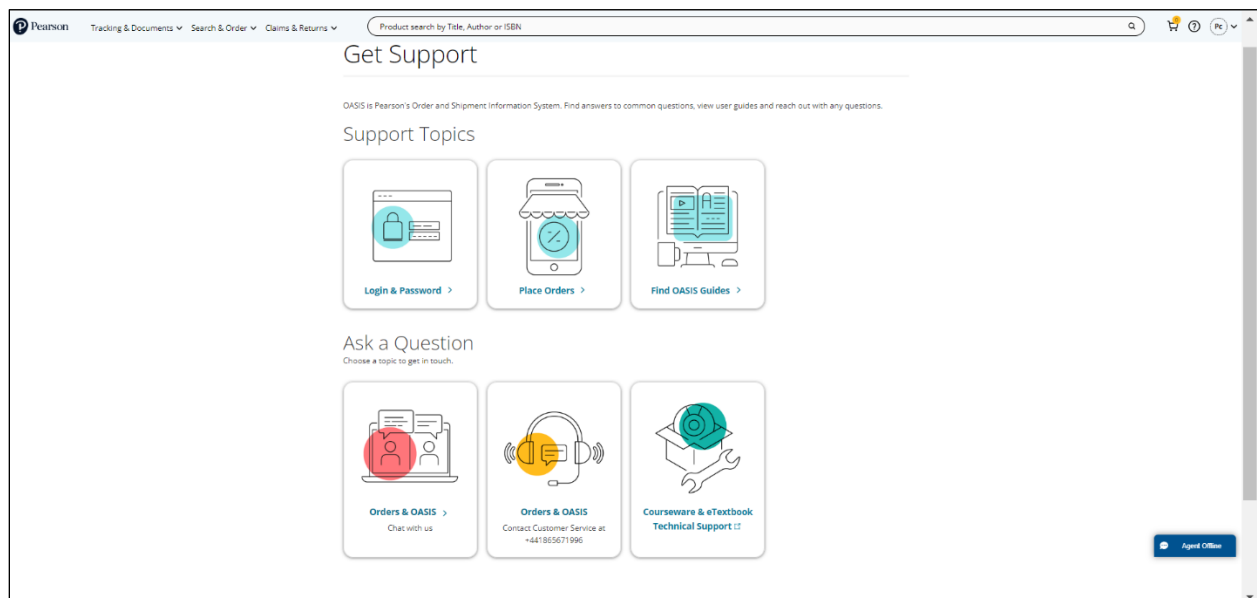 Pearson Tracking & Documents Search & Order Claims & Returns Product search by Title, Author or ISBN 0 Pc
Get Support
OASIS is Pearson's Order and Shipment Information System. Find answers to common questions, view user guides and reach out with any questions.
Support Topics
Login & Password Place Orders Find OASIS Guides
Ask a Question
Choose a topic to get in touch.
Orders & OASIS
Chat with us
Orders & OASIS
Contact Customer Service at
+441865671996
Courseware & eTextbook
Technical Support
Agent Offline